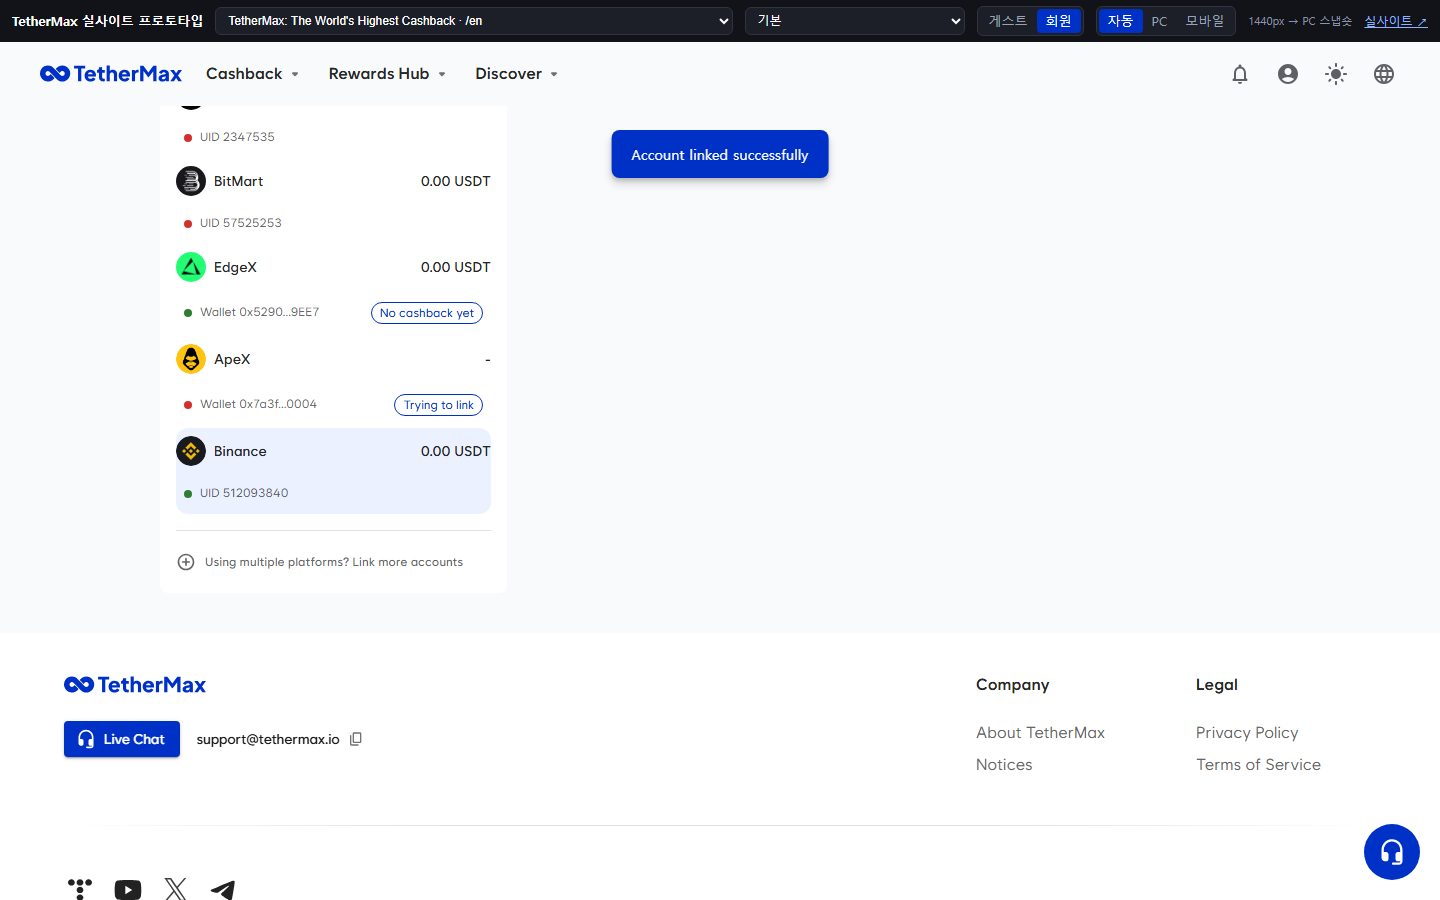 TetherMax 실사이트 프로토타입 TetherMax: The World's Highest Cashback · /en 기본 게스트 회원 자동 PC 모바일 1440px → PC 스냅숏 실사이트 ↗
TetherMax Cashback Rewards Hub Discover
UID 2347535
Account linked successfully
BitMart 0.00 USDT
UID 57525253
EdgeX 0.00 USDT
Wallet 0x5290...9EE7 No cashback yet
ApeX -
Wallet 0x7a3f...0004 Trying to link
Binance 0.00 USDT
UID 512093840
Using multiple platforms? Link more accounts
TetherMax Company Legal
Live Chat support@tethermax.io About TetherMax Privacy Policy
Notices Terms of Service